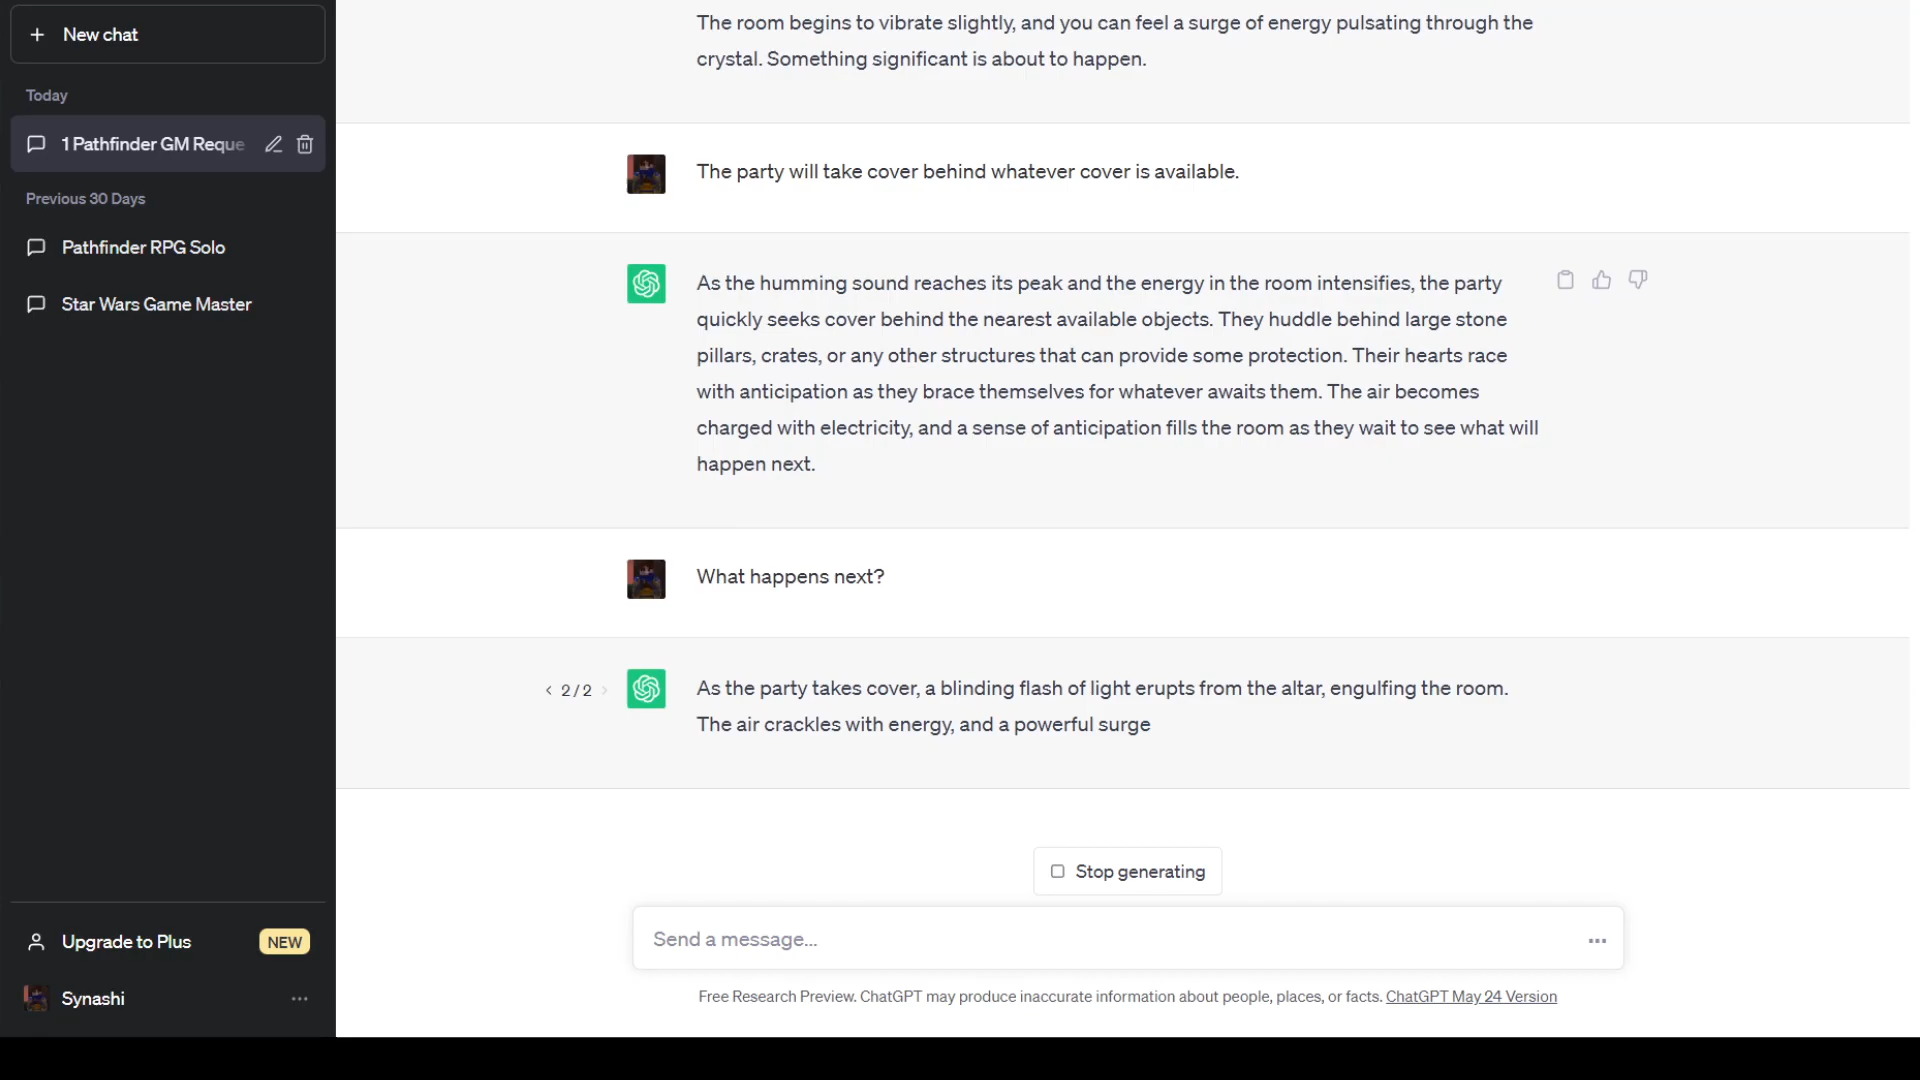 New chat
Today
1 Pathfinder GM Reque
Previous 30 Days
Pathfinder RPG Solo
Star Wars Game Master
Upgrade to Plus
NEW
Synashi
The room begins to vibrate slightly, and you can feel a surge of energy pulsating through the
crystal. Something significant is about to happen.
The party will take cover behind whatever cover is available.
As the humming sound reaches its peak and the energy in the room intensifies, the party
quickly seeks cover behind the nearest available objects. They huddle behind large stone
pillars, crates, or any other structures that can provide some protection. Their hearts race
with anticipation as they brace themselves for whatever awaits them. The air becomes
charged with electricity, and a sense of anticipation fills the room as they wait to see what will
happen next.
What happens next?
< 2 / 2 >
As the party takes cover, a blinding flash of light erupts from the altar, engulfing the room.
The air crackles with energy, and a powerful surge
Stop generating
Send a message...
Free Research Preview. ChatGPT may produce inaccurate information about people, places, or facts. ChatGPT May 24 Version